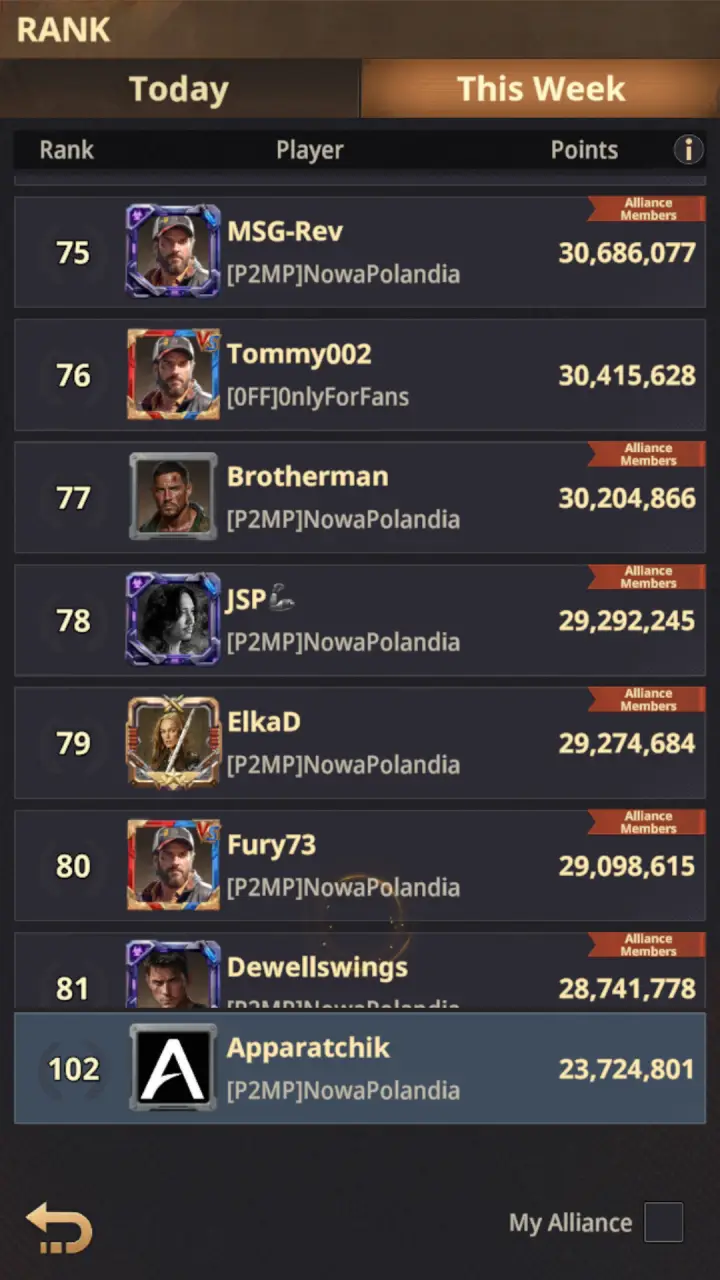 RANK
Today
This Week
Rank
Player
Points
i
Alliance
Members
75
MSG-Rev
[P2MP]NowaPolandia
30,686,077
76
Tommy002
[0FF]0nlyForFans
30,415,628
Alliance
Members
77
Brotherman
[P2MP]NowaPolandia
30,204,866
Alliance
Members
78
JSP💪
[P2MP]NowaPolandia
29,292,245
Alliance
Members
79
ElkaD
[P2MP]NowaPolandia
29,274,684
Alliance
Members
80
Fury73
[P2MP]NowaPolandia
29,098,615
Alliance
Members
81
Dewellswings
[P2MP]NowaPolandia
28,741,778
102
A
Apparatchik
[P2MP]NowaPolandia
23,724,801
My Alliance